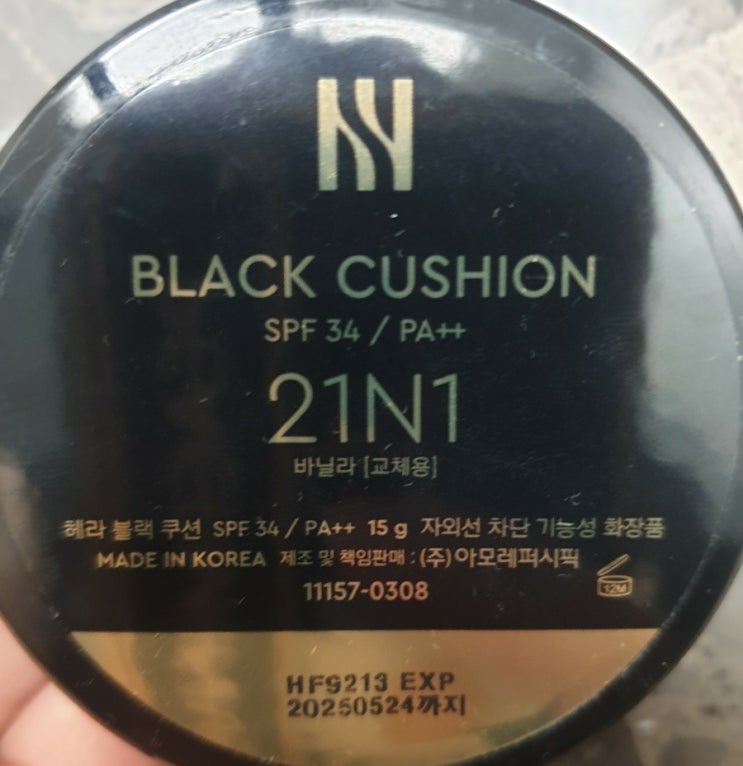 BLACK CUSHION
SPF 34 / PA++
21N1
바닐라 [교체용]
헤라 블랙 쿠션 SPF 34 / PA++ 15 g 자외선 차단 기능성 화장품
MADE IN KOREA 제조 및 책임판매 : (주)아모레퍼시픽
12M
11157-0308
HF9213 EXP
20250524까지